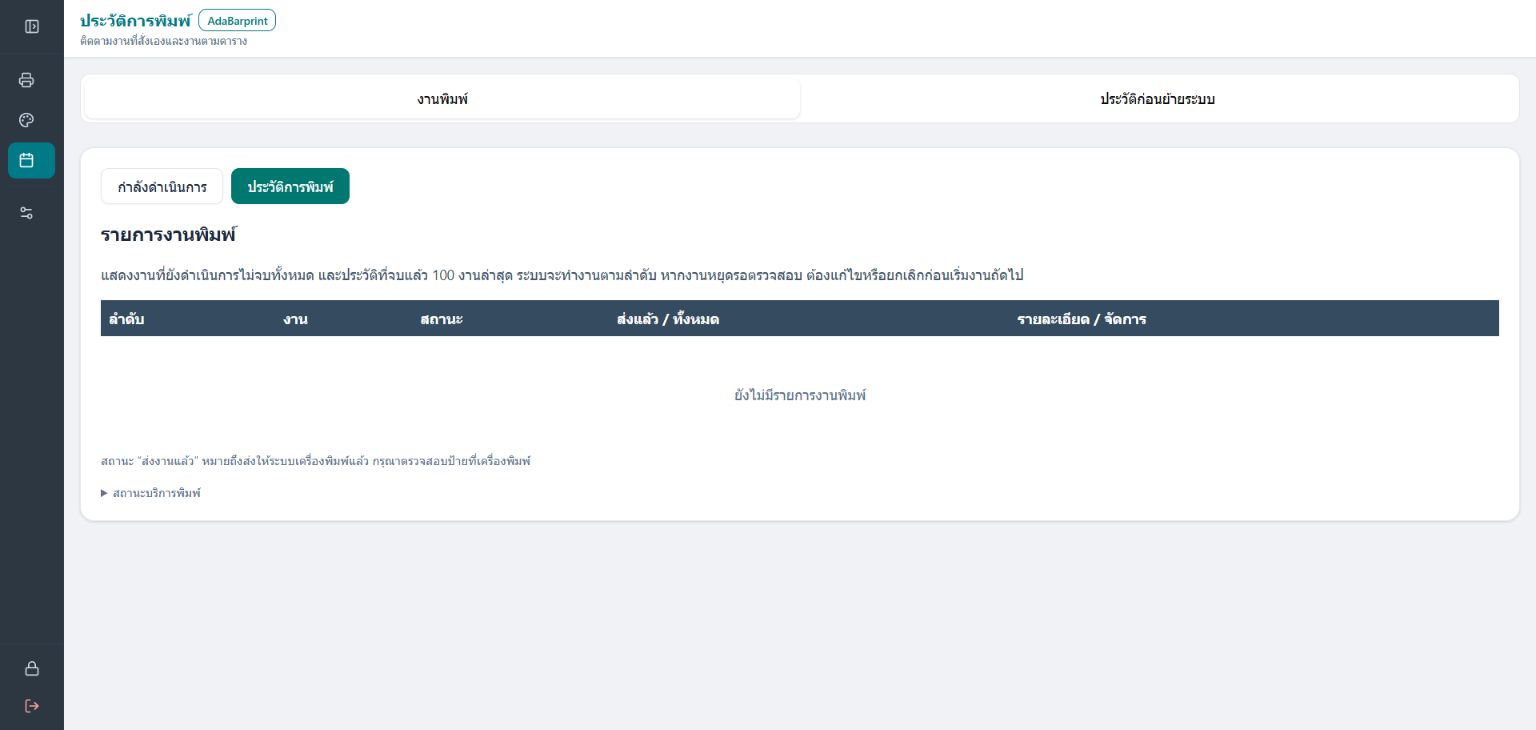 ประวัติการพิมพ์ AdaBarprint
ติดตามงานที่สั่งเองและงานตามตาราง
งานพิมพ์
ประวัติก่อนย้ายระบบ
กำลังดำเนินการ
ประวัติการพิมพ์
รายการงานพิมพ์
แสดงงานที่ยังดำเนินการไม่จบทั้งหมด และประวัติที่จบแล้ว 100 งานล่าสุด ระบบจะทำงานตามลำดับ หากงานหยุดรอตรวจสอบ ต้องแก้ไขหรือยกเลิกก่อนเริ่มงานถัดไป
ลำดับ งาน สถานะ ส่งแล้ว / ทั้งหมด รายละเอียด / จัดการ
ยังไม่มีรายการงานพิมพ์
สถานะ “ส่งงานแล้ว” หมายถึงส่งให้ระบบเครื่องพิมพ์แล้ว กรุณาตรวจสอบป้ายที่เครื่องพิมพ์
สถานะบริการพิมพ์